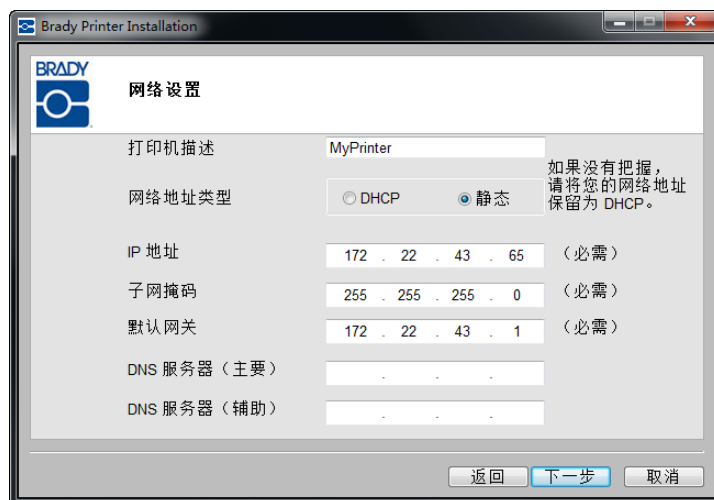 Brady Printer Installation
BRADY
网络设置
打印机描述
MyPrinter
如果没有把握，
请将您的网络地址
保留为 DHCP。
网络地址类型
DHCP
静态
IP 地址
172 . 22 . 43 . 65
（必需）
子网掩码
255 . 255 . 255 . 0
（必需）
默认网关
172 . 22 . 43 . 1
（必需）
DNS 服务器（主要）
. . .
DNS 服务器（辅助）
. . .
返回
下一步
取消